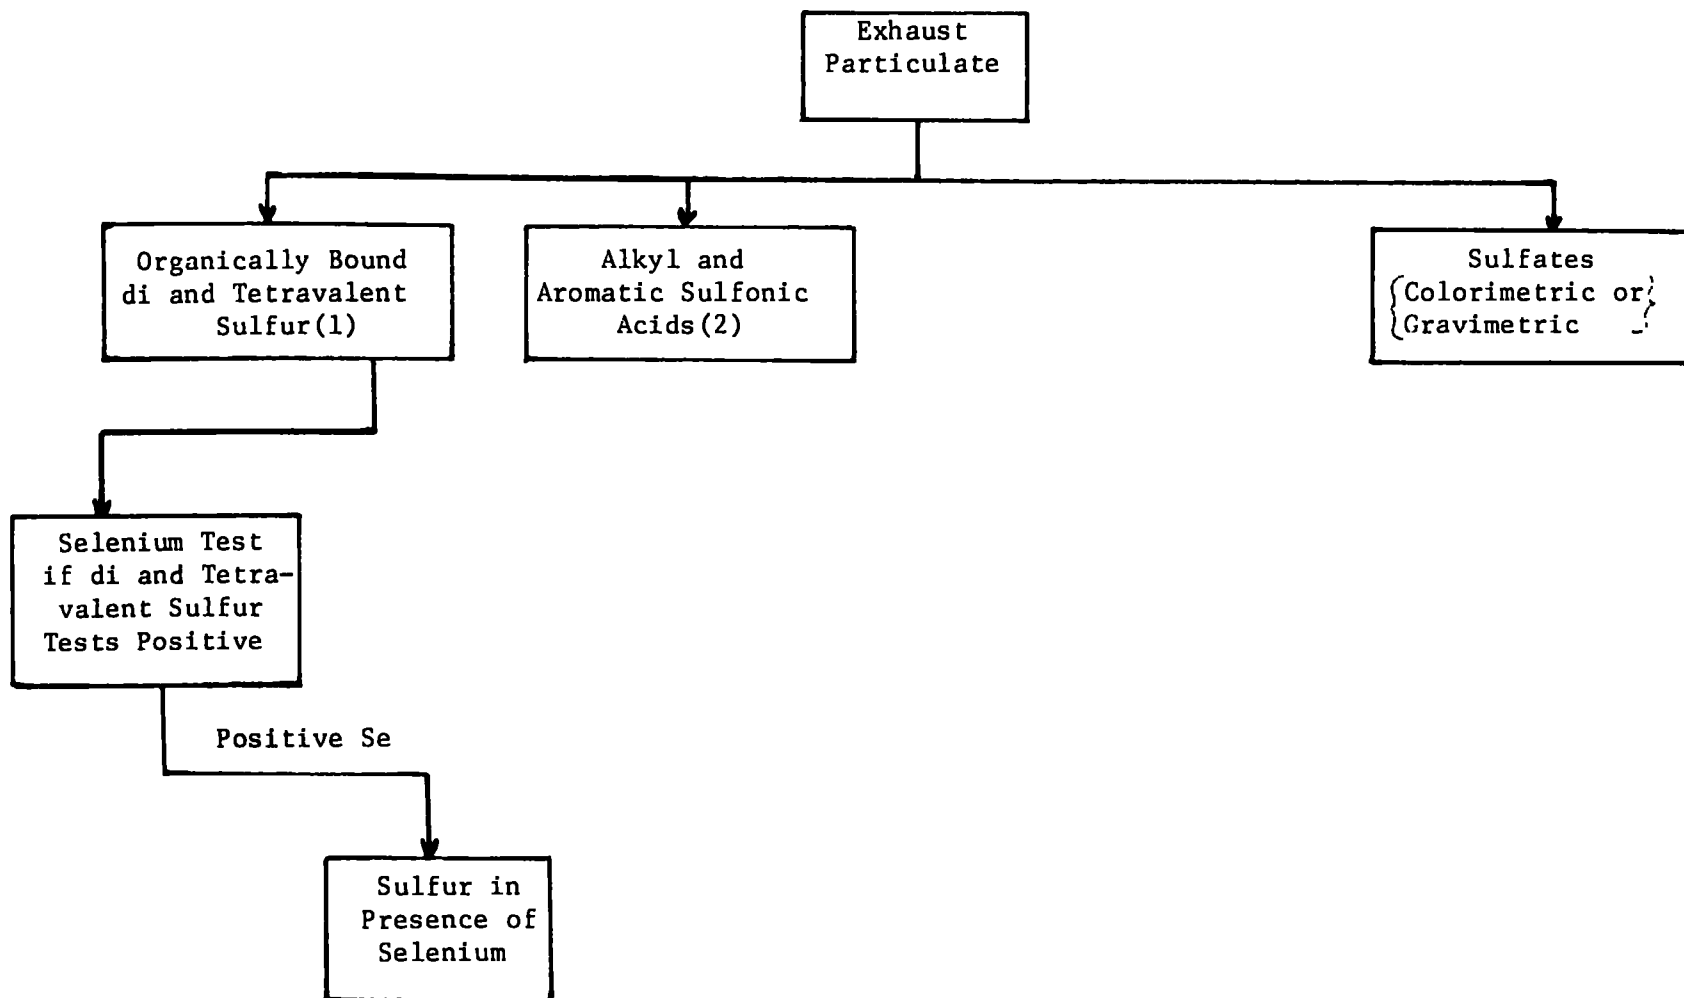 Exhaust
Particulate
Organically Bound
di and Tetravalent
Sulfur(1)
Alkyl and
Aromatic Sulfonic
Acids(2)
Sulfates
{Colorimetric or}
{Gravimetric }
Selenium Test
if di and Tetra-
valent Sulfur
Tests Positive
Positive Se
Sulfur in
Presence of
Selenium